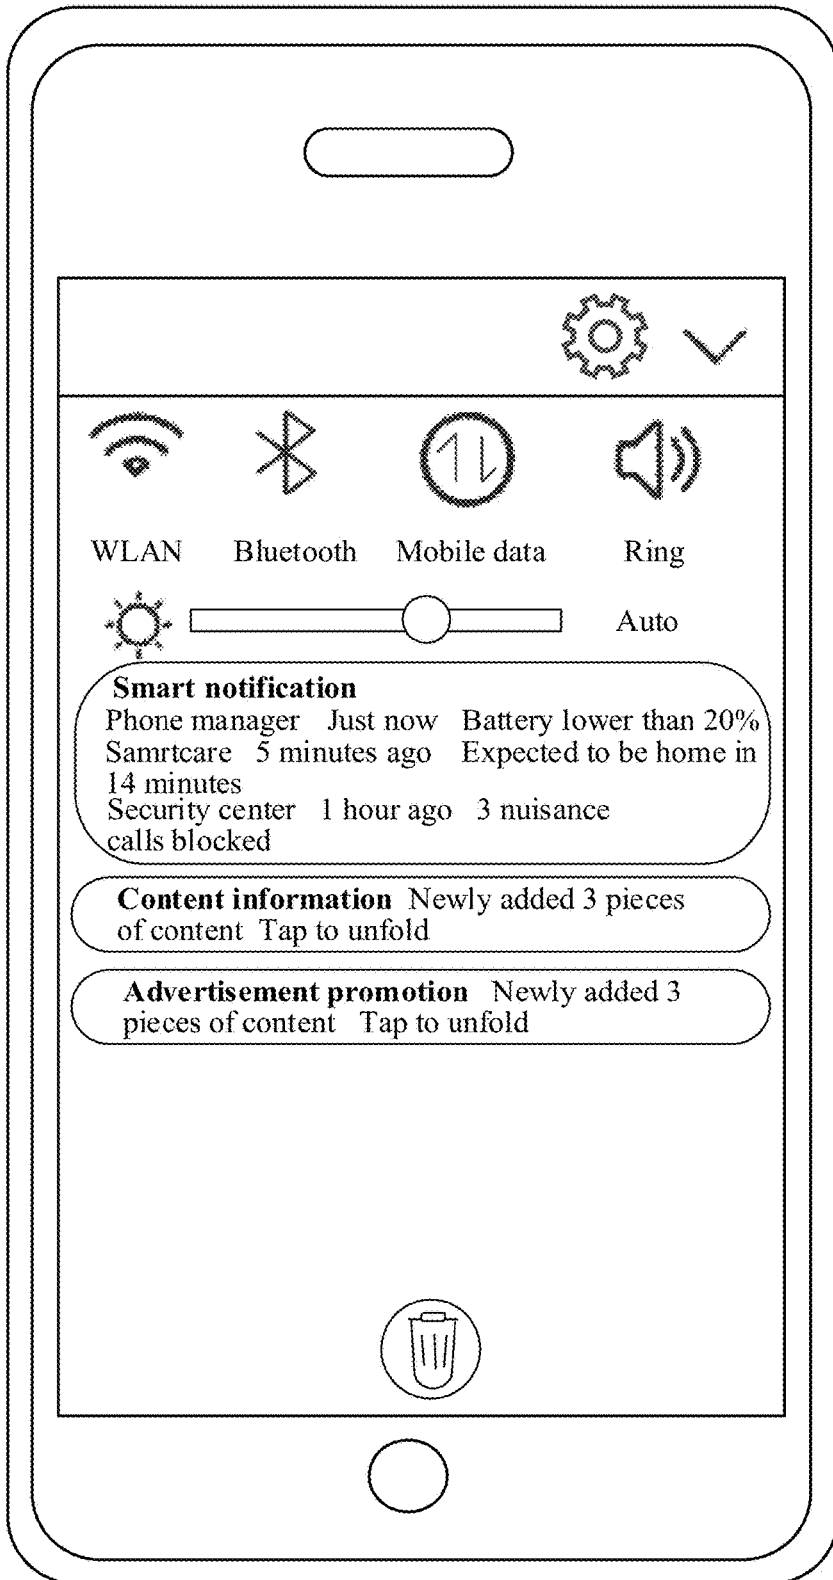 WLAN Bluetooth Mobile data Ring
Auto
Smart notification
Phone manager Just now Battery lower than 20%
Samrtcare 5 minutes ago Expected to be home in
14 minutes
Security center 1 hour ago 3 nuisance
calls blocked
Content information Newly added 3 pieces
of content Tap to unfold
Advertisement promotion Newly added 3
pieces of content Tap to unfold